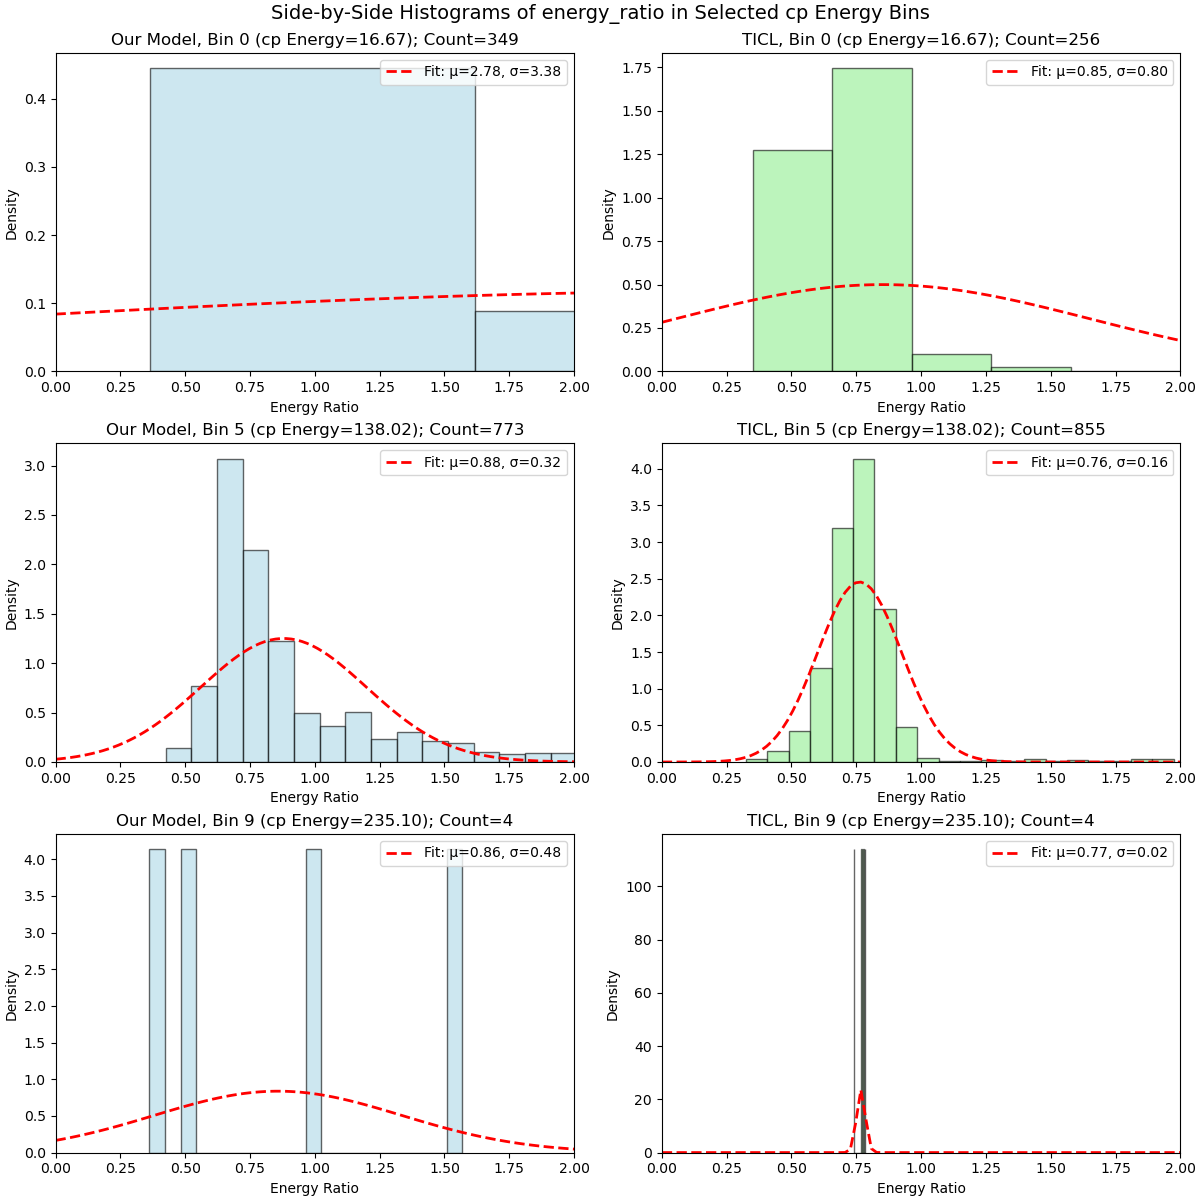 Side-by-Side Histograms of energy_ratio in Selected cp Energy Bins
Our Model, Bin 0 (cp Energy=16.67); Count=349
Fit: μ=2.78, σ=3.38
Density
0.4
0.3
0.2
0.1
0.0
0.00 0.25 0.50 0.75 1.00 1.25 1.50 1.75 2.00
Energy Ratio
TICL, Bin 0 (cp Energy=16.67); Count=256
Fit: μ=0.85, σ=0.80
Density
1.75
1.50
1.25
1.00
0.75
0.50
0.25
0.00
0.00 0.25 0.50 0.75 1.00 1.25 1.50 1.75 2.00
Energy Ratio
Our Model, Bin 5 (cp Energy=138.02); Count=773
Fit: μ=0.88, σ=0.32
Density
3.0
2.5
2.0
1.5
1.0
0.5
0.0
0.00 0.25 0.50 0.75 1.00 1.25 1.50 1.75 2.00
Energy Ratio
TICL, Bin 5 (cp Energy=138.02); Count=855
Fit: μ=0.76, σ=0.16
Density
4.0
3.5
3.0
2.5
2.0
1.5
1.0
0.5
0.0
0.00 0.25 0.50 0.75 1.00 1.25 1.50 1.75 2.00
Energy Ratio
Our Model, Bin 9 (cp Energy=235.10); Count=4
Fit: μ=0.86, σ=0.48
Density
4.0
3.5
3.0
2.5
2.0
1.5
1.0
0.5
0.0
0.00 0.25 0.50 0.75 1.00 1.25 1.50 1.75 2.00
Energy Ratio
TICL, Bin 9 (cp Energy=235.10); Count=4
Fit: μ=0.77, σ=0.02
Density
100
80
60
40
20
0
0.00 0.25 0.50 0.75 1.00 1.25 1.50 1.75 2.00
Energy Ratio